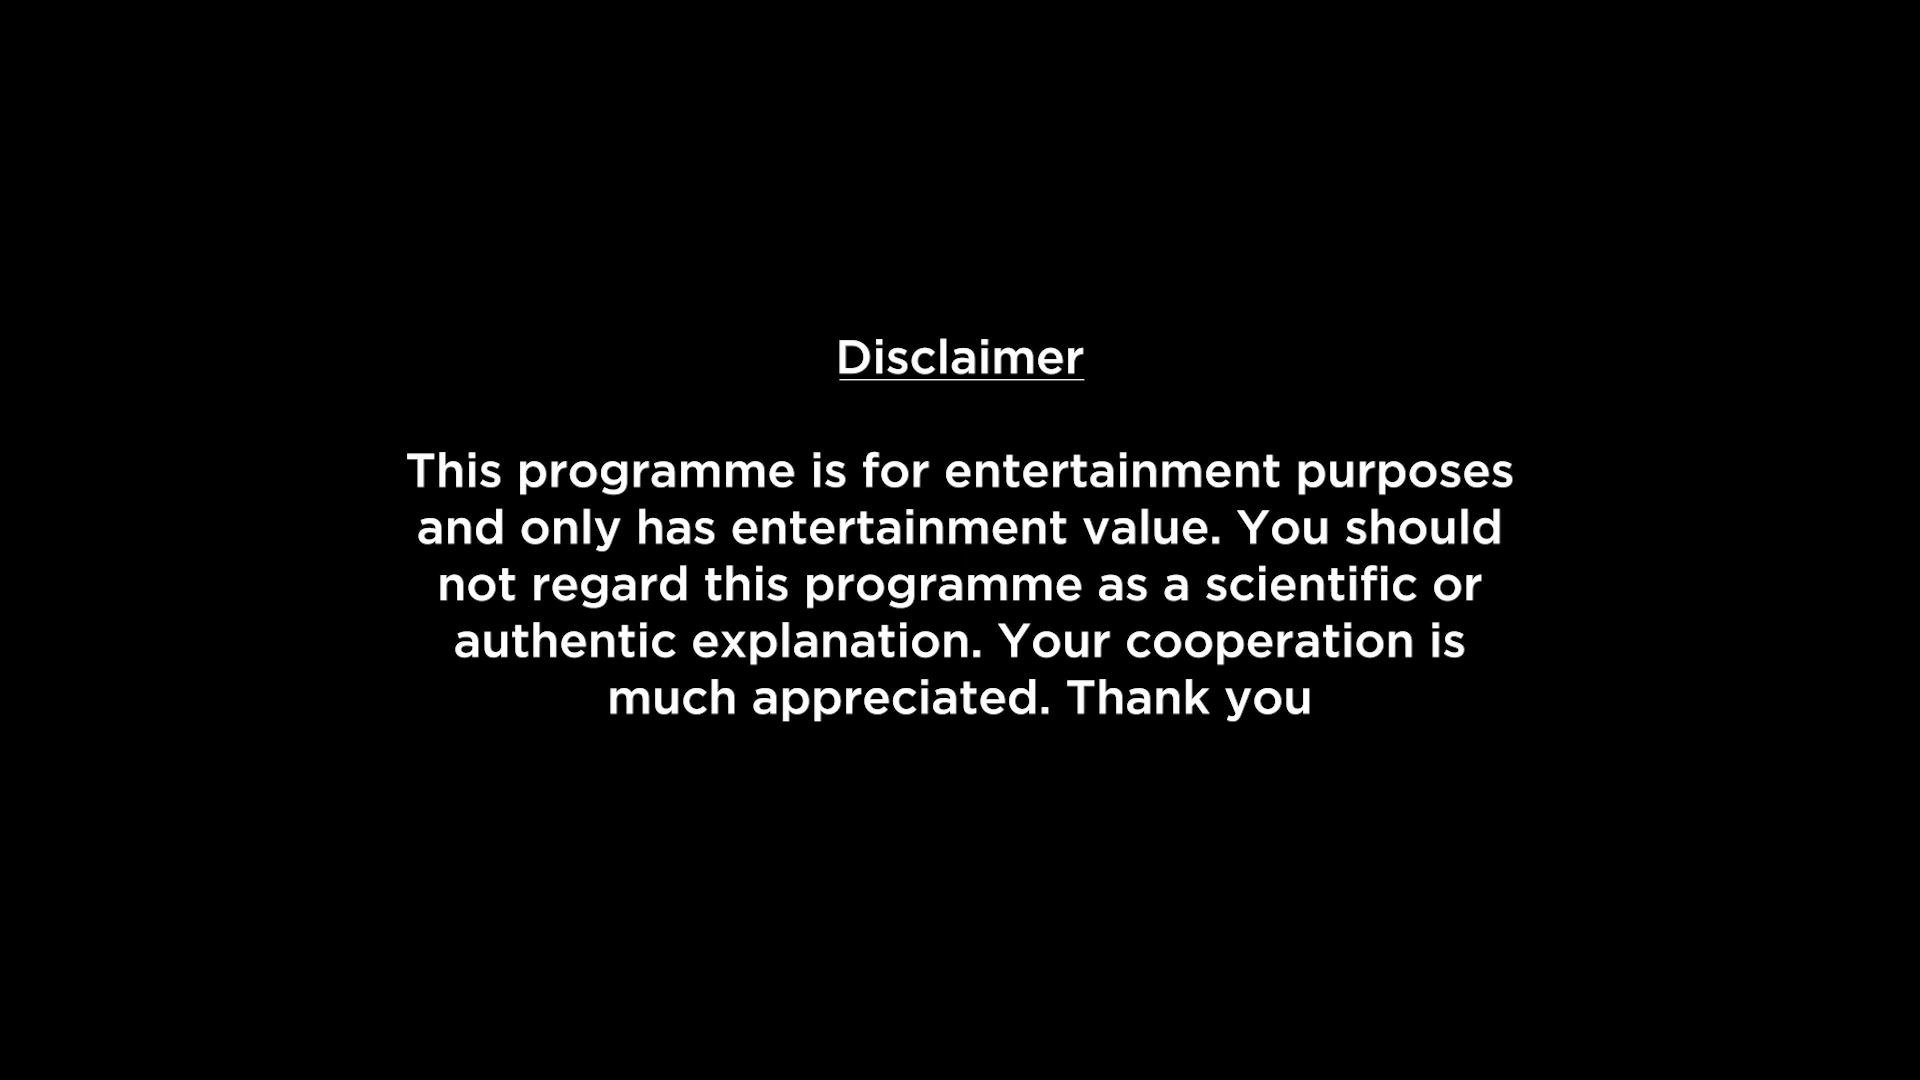 Disclaimer
This programme is for entertainment purposes
and only has entertainment value. You should
not regard this programme as a scientific or
authentic explanation. Your cooperation is
much appreciated. Thank you